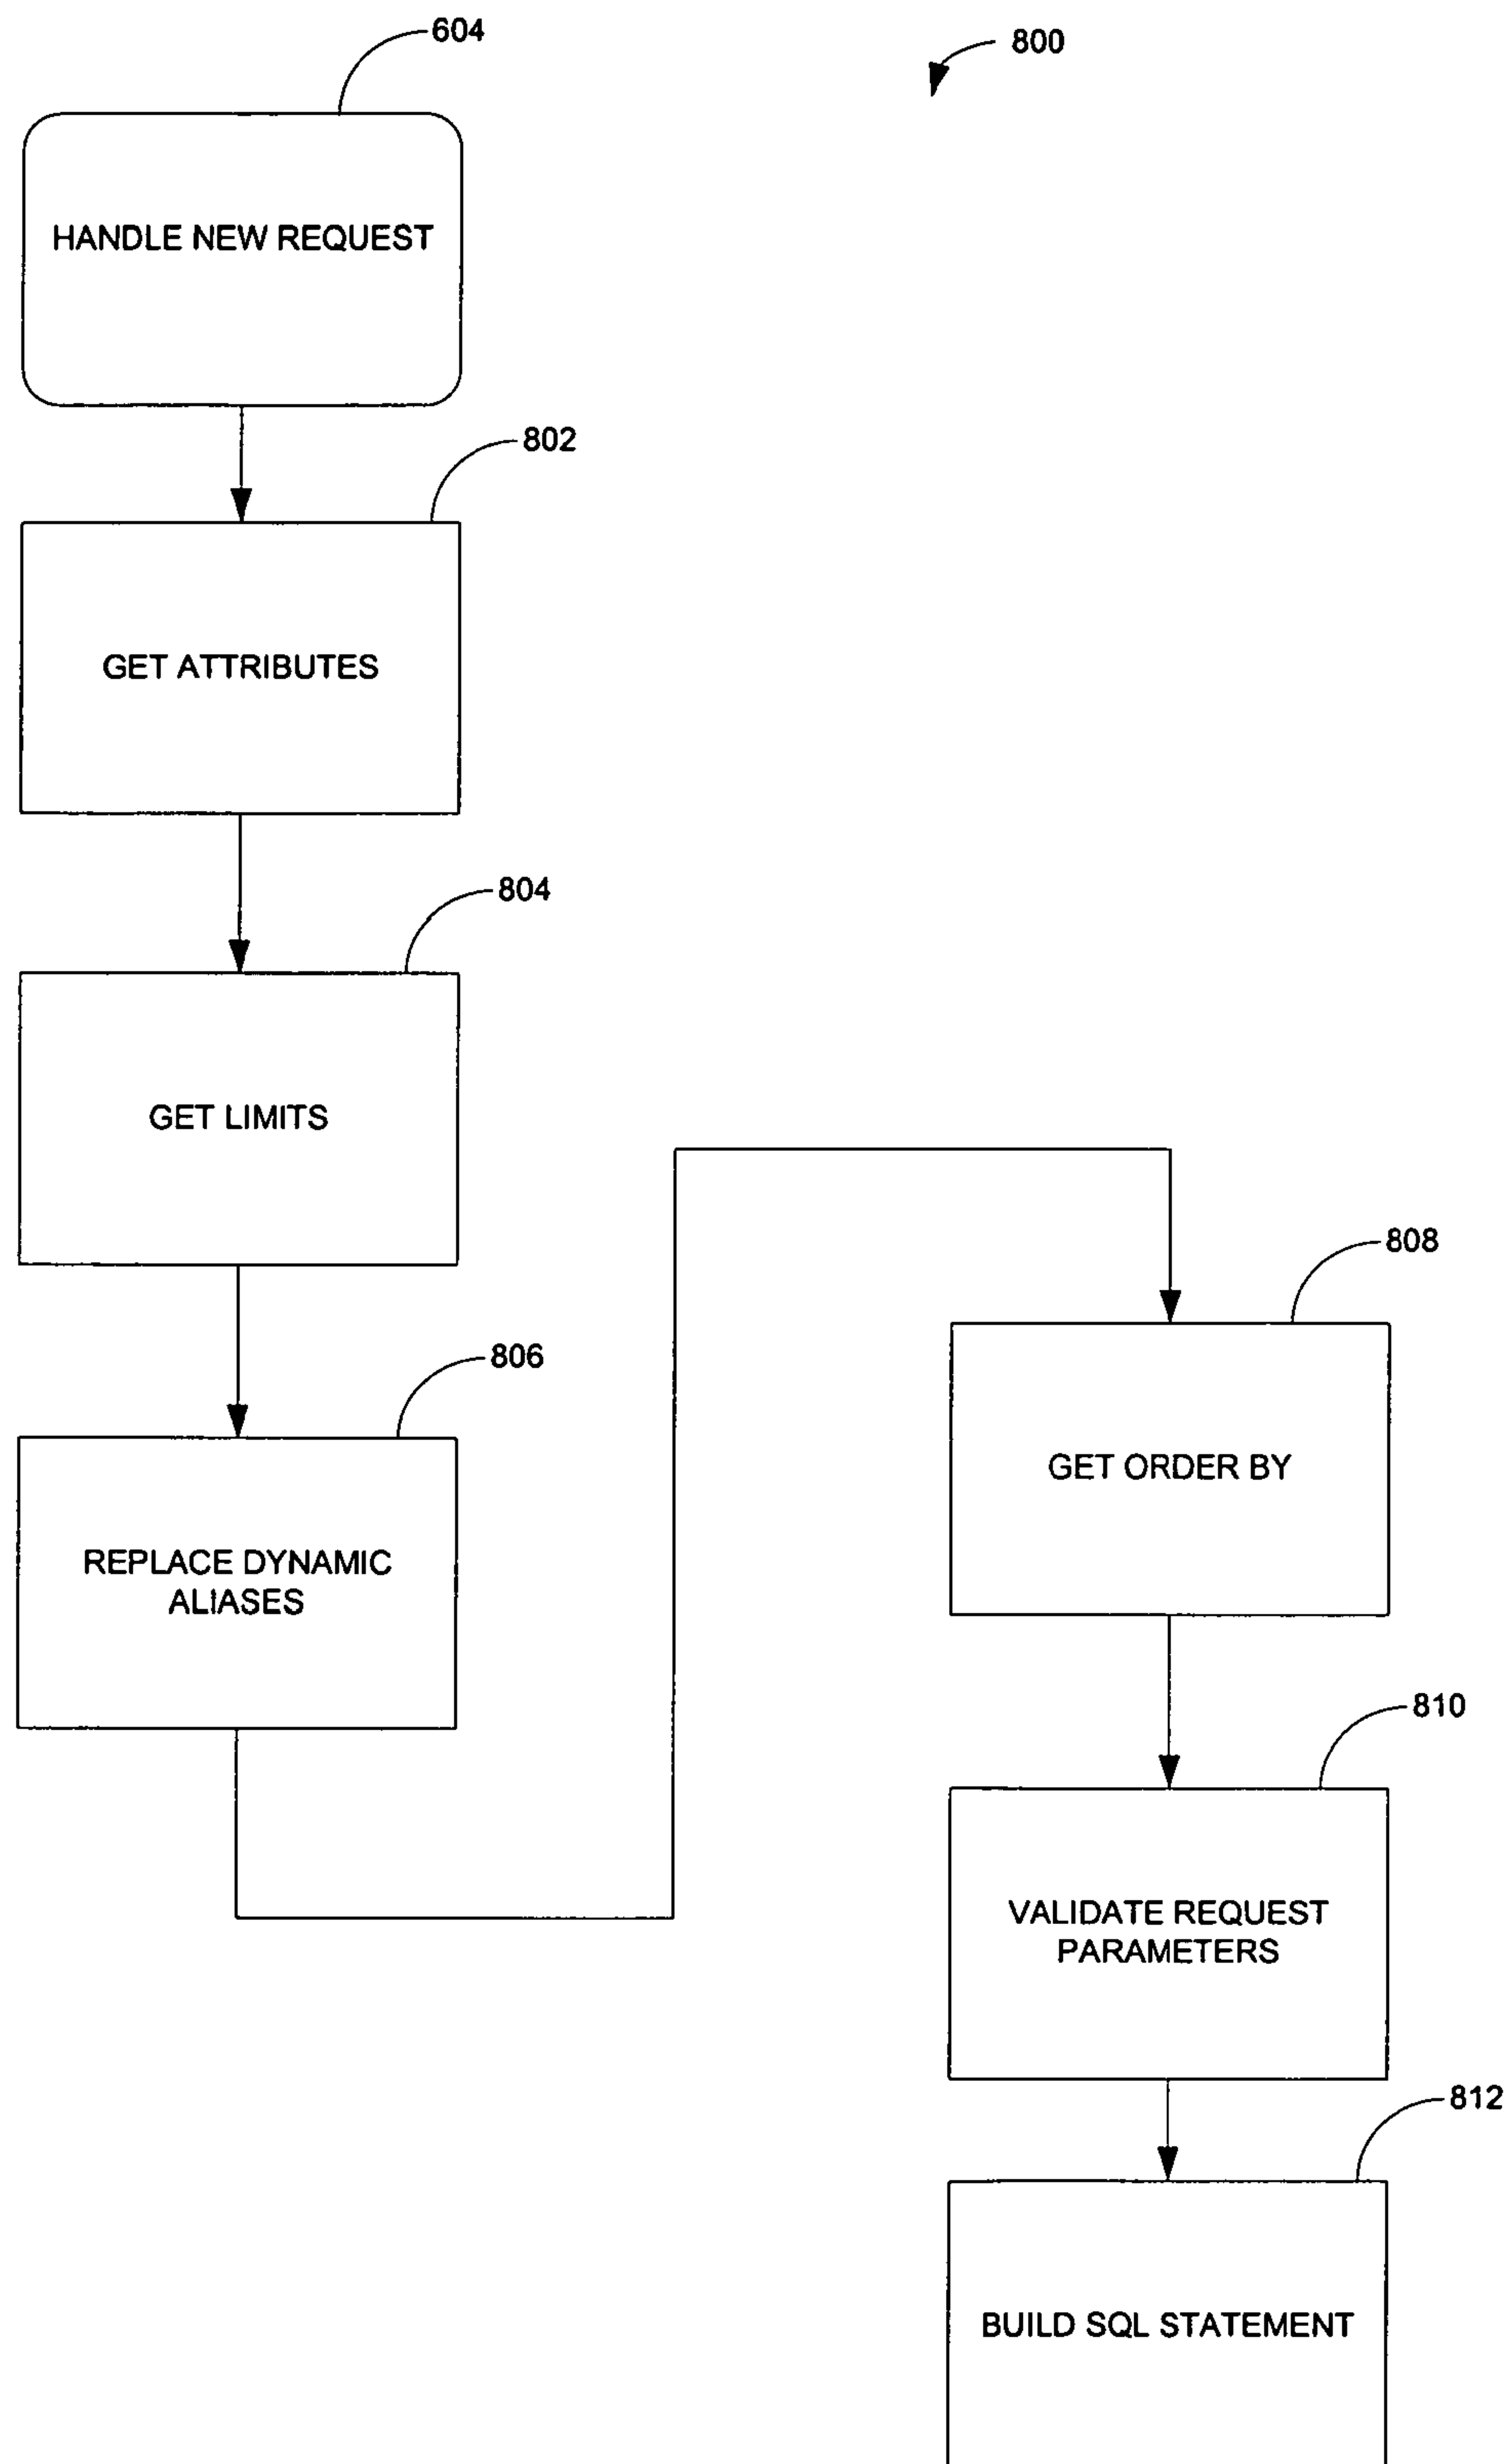 604
800
HANDLE NEW REQUEST
802
GET ATTRIBUTES
804
GET LIMITS
806
REPLACE DYNAMIC
ALIASES
808
GET ORDER BY
810
VALIDATE REQUEST
PARAMETERS
812
BUILD SQL STATEMENT